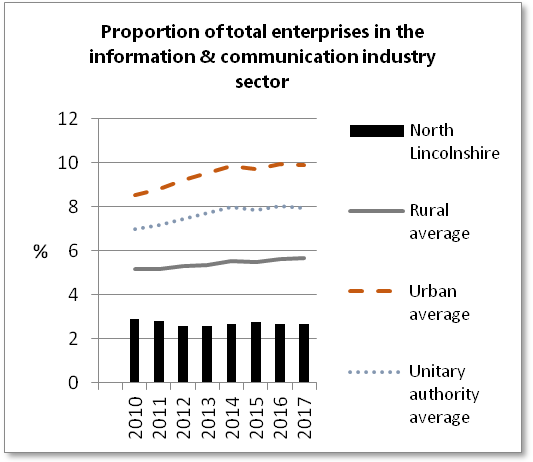 Proportion of total enterprises in the
information & communication industry
sector
12
10
8
6
4
2
0
%
2010
2011
2012
2013
2014
2015
2016
2017
North
Lincolnshire
Rural
average
Urban
average
Unitary
authority
average